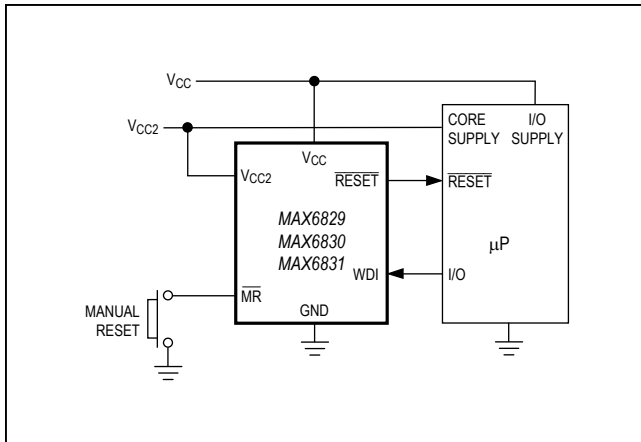 VCC
VCC2
CORE SUPPLY
I/O SUPPLY
VCC
VCC2
RESET
RESET
MAX6829
MAX6830
MAX6831
µP
WDI
I/O
MR
MANUAL RESET
GND